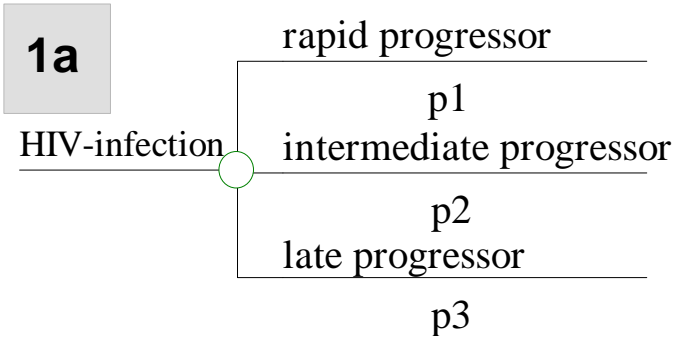 1a
rapid progressor
p1
HIV-infection
intermediate progressor
p2
late progressor
p3